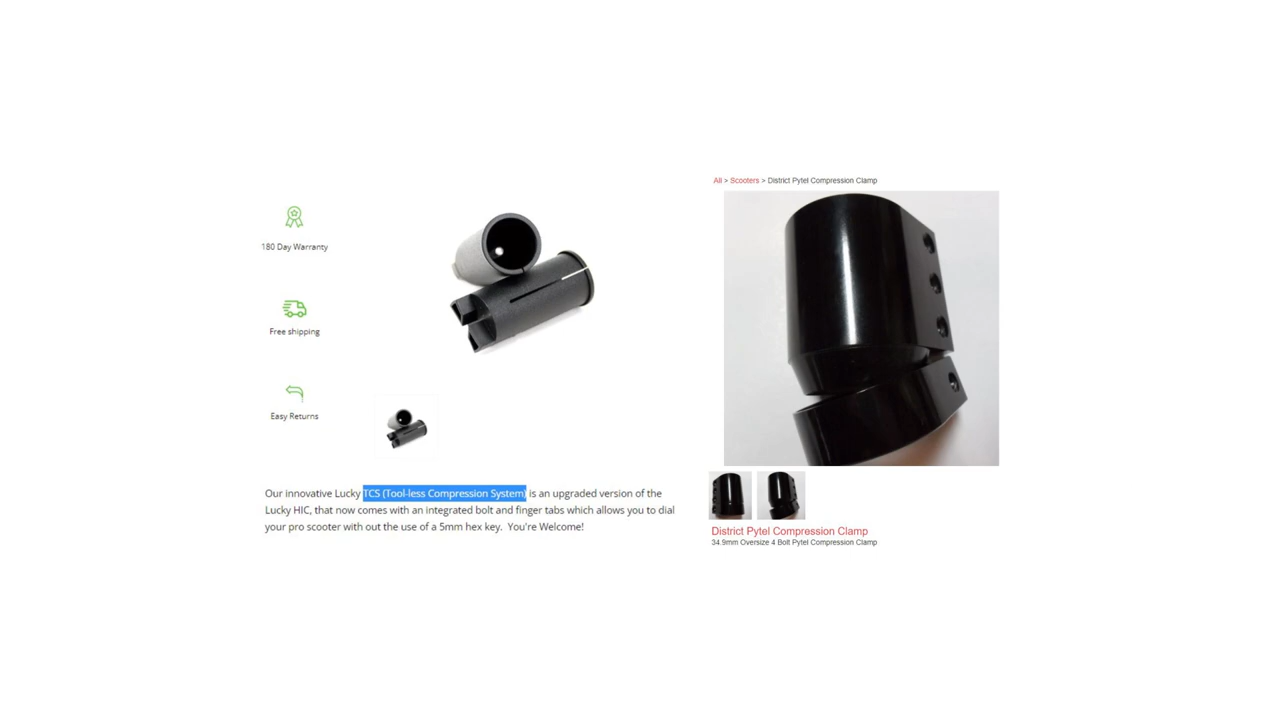 180 Day Warranty
Free shipping
Easy Returns
Our innovative Lucky TCS (Tool-less Compression System) is an upgraded version of the
Lucky HIC, that now comes with an integrated bolt and finger tabs which allows you to dial
your pro scooter with out the use of a 5mm hex key.  You're Welcome!
All > Scooters > District Pytel Compression Clamp
District Pytel Compression Clamp
34.9mm Oversize 4 Bolt Pytel Compression Clamp